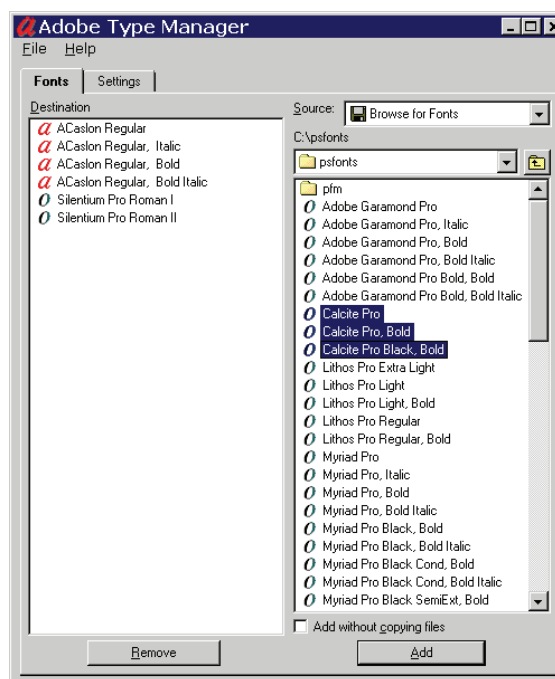 Adobe Type Manager
File Help
Fonts Settings
Destination
ACaslon Regular
ACaslon Regular, Italic
ACaslon Regular, Bold
ACaslon Regular, Bold Italic
Silentium Pro Roman I
Silentium Pro Roman II
Remove
Source: Browse for Fonts
C:\psfonts
psfonts
pfm
Adobe Garamond Pro
Adobe Garamond Pro, Italic
Adobe Garamond Pro, Bold
Adobe Garamond Pro, Bold Italic
Adobe Garamond Pro Bold, Bold
Adobe Garamond Pro Bold, Bold Italic
Calcite Pro
Calcite Pro, Bold
Calcite Pro Black, Bold
Lithos Pro Extra Light
Lithos Pro Light
Lithos Pro Light, Bold
Lithos Pro Regular
Lithos Pro Regular, Bold
Myriad Pro
Myriad Pro, Italic
Myriad Pro, Bold
Myriad Pro, Bold Italic
Myriad Pro Black, Bold
Myriad Pro Black, Bold Italic
Myriad Pro Black Cond, Bold
Myriad Pro Black Cond, Bold Italic
Myriad Pro Black SemiExt, Bold
Add without copying files
Add